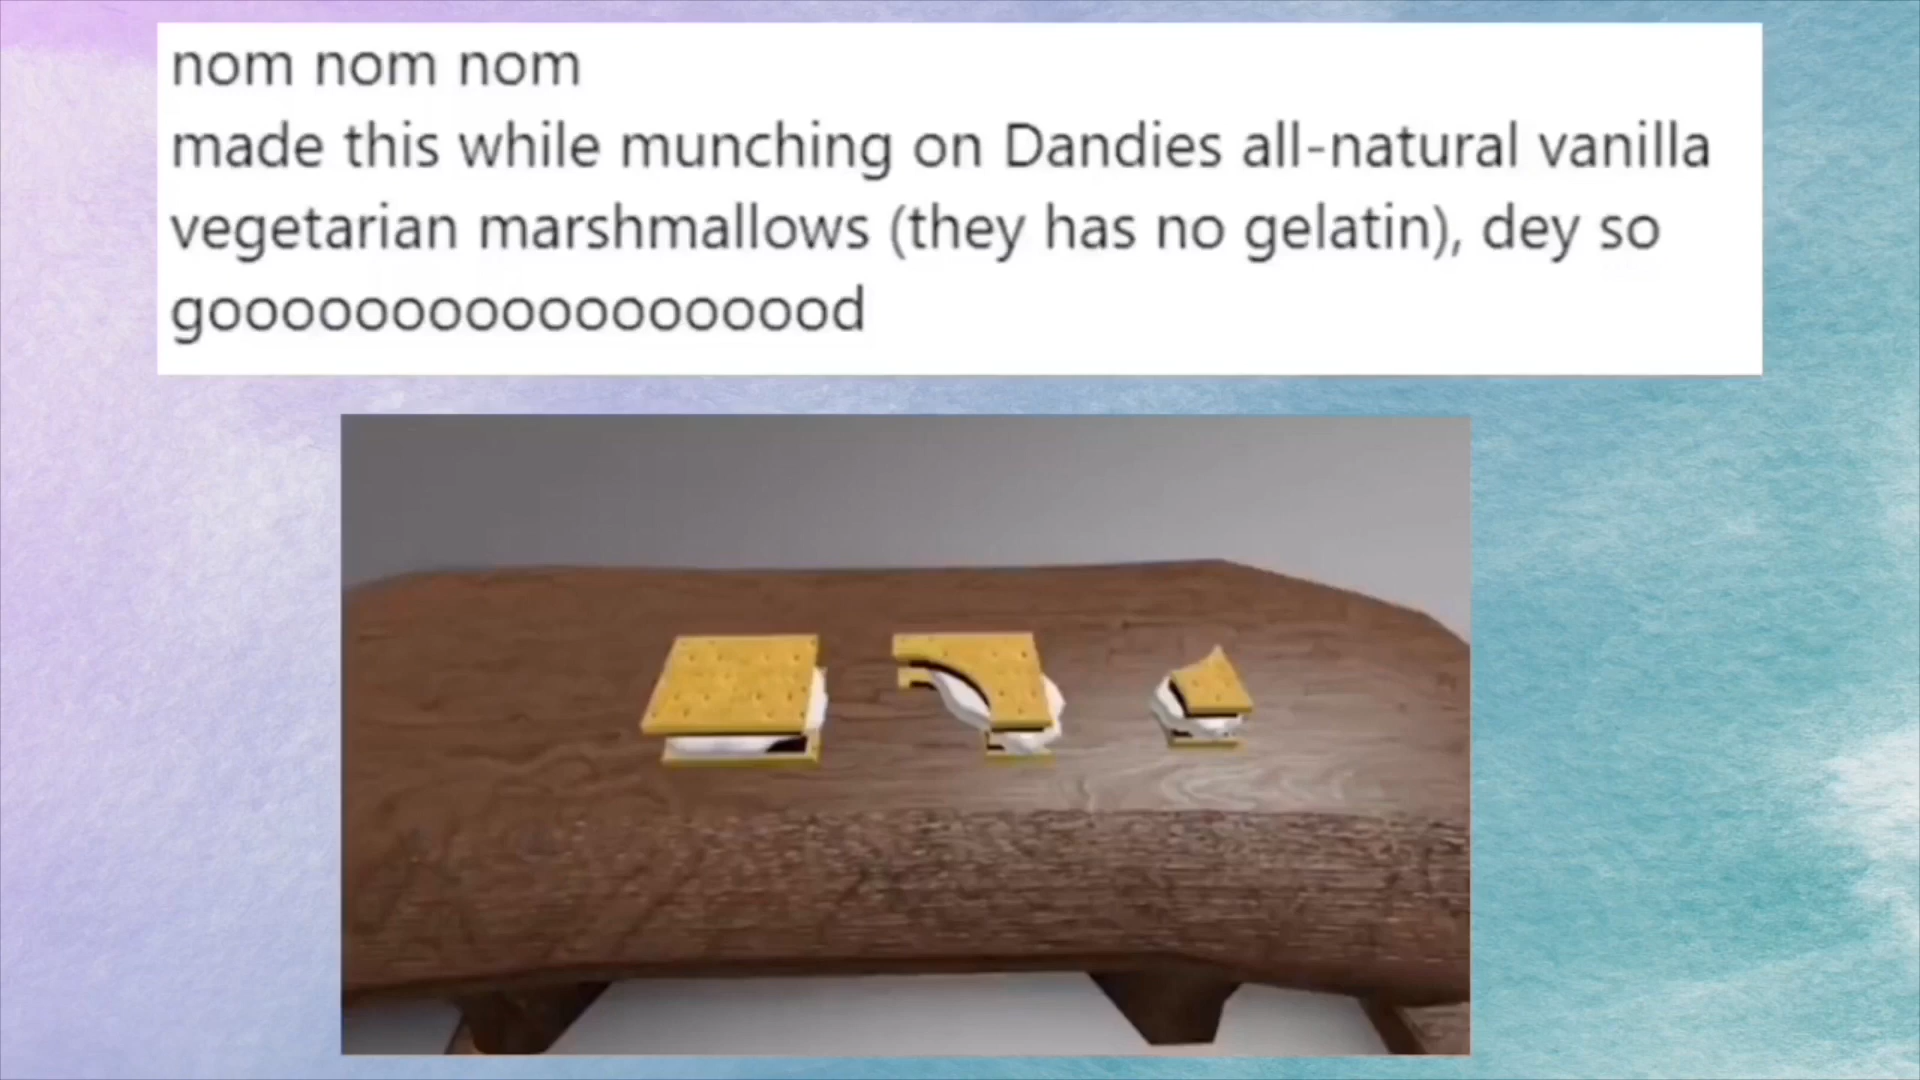 nom nom nom
made this while munching on Dandies all-natural vanilla
vegetarian marshmallows (they has no gelatin), dey so
goooooooooooooooooood